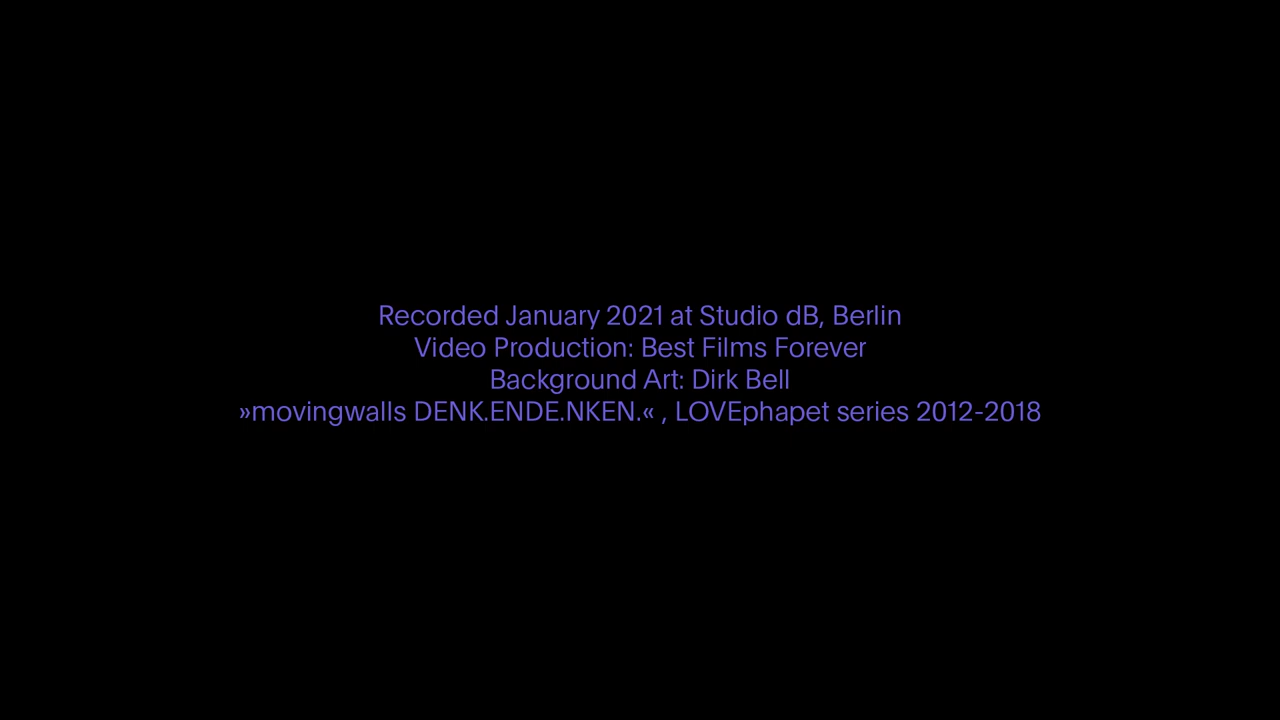 Recorded January 2021 at Studio dB, Berlin
Video Production: Best Films Forever
Background Art: Dirk Bell
»movingwalls DENK.ENDE.NKEN.« , LOVEphapet series 2012-2018